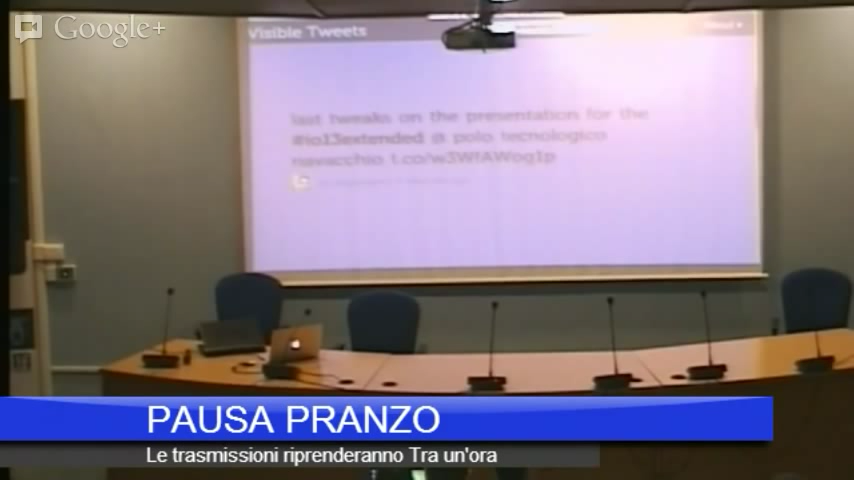 Google+
Visible Tweets
last tweaks on the presentation for the
#io13extended @ polo tecnologico
navacchio t.co/w3WfAWoq1p
PAUSA PRANZO
Le trasmissioni riprenderanno Tra un'ora